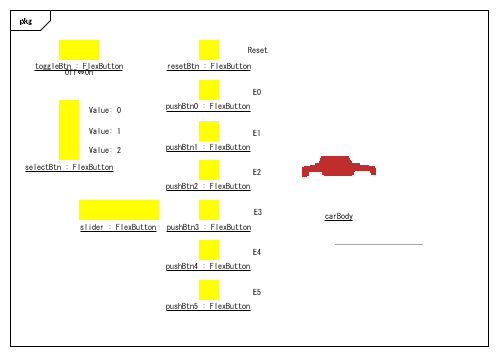 pkg
Reset
toggleBtn : FlexButton
resetBtn : FlexButton
Off⇔On
E0
Value: 0
pushBtn0 : FlexButton
Value: 1
E1
pushBtn1 : FlexButton
Value: 2
selectBtn : FlexButton
E2
pushBtn2 : FlexButton
E3
carBody
slider : FlexButton
pushBtn3 : FlexButton
E4
pushBtn4 : FlexButton
E5
pushBtn5 : FlexButton